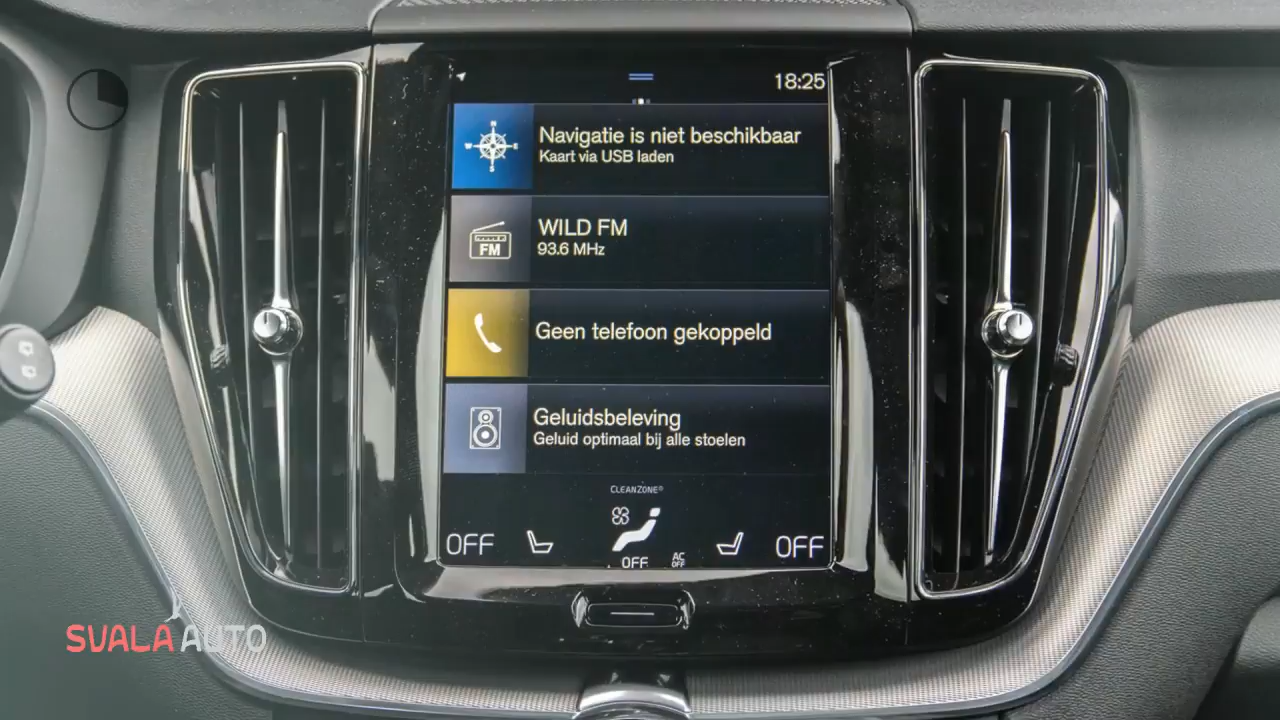 18:25
Navigatie is niet beschikbaar
Kaart via USB laden
WILD FM
93.6 MHz
FM
Geen telefoon gekoppeld
Geluidsbeleving
Geluid optimaal bij alle stoelen
CLEANZONE®
OFF
OFF
AC
OFF
OFF
SVALA AUTO